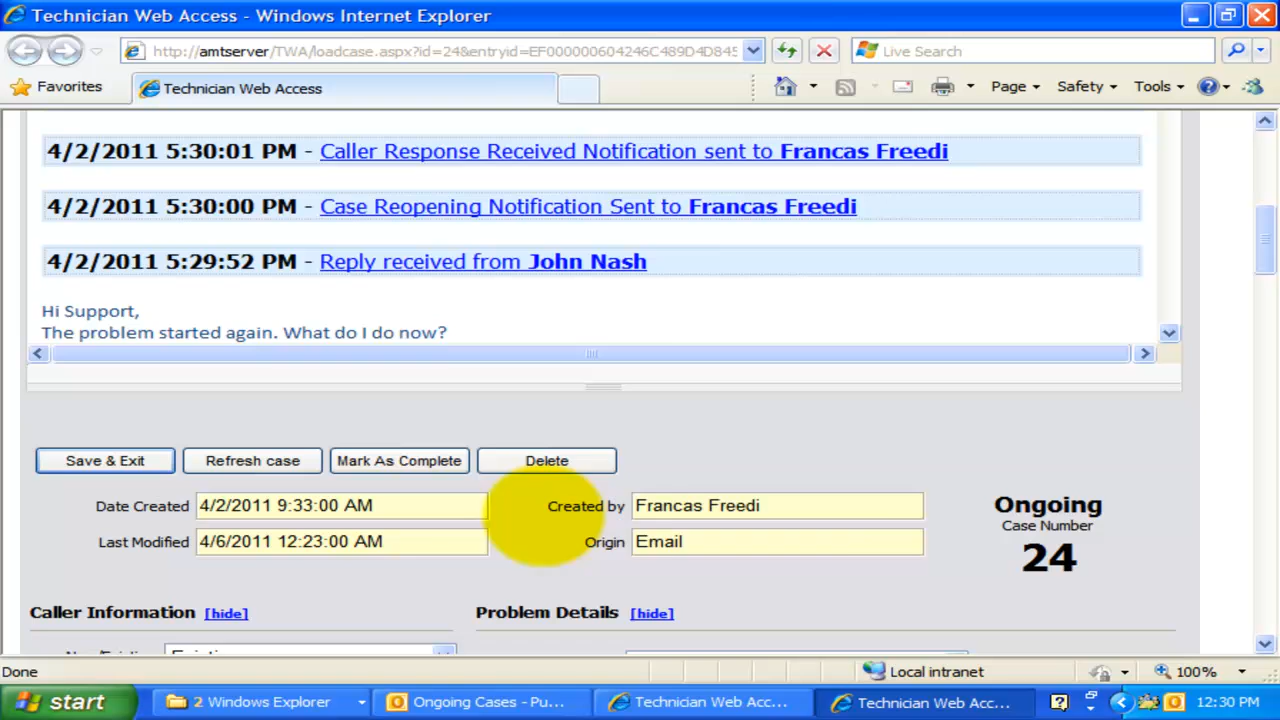 Technician Web Access - Windows Internet Explorer
http://amtserver/TWA/loadcase.aspx?id=24&entryid=EF000000604246C489D4D845
Live Search
Favorites
Technician Web Access
Page
Safety
Tools
4/2/2011 5:30:01 PM - Caller Response Received Notification sent to Francas Freedi
4/2/2011 5:30:00 PM - Case Reopening Notification Sent to Francas Freedi
4/2/2011 5:29:52 PM - Reply received from John Nash
Hi Support,
The problem started again. What do I do now?
Save & Exit
Refresh case
Mark As Complete
Delete
Date Created 4/2/2011 9:33:00 AM
Created by Francas Freedi
Last Modified 4/6/2011 12:23:00 AM
Origin Email
Ongoing
Case Number
24
Caller Information [hide]
Problem Details [hide]
Done
Local intranet
100%
start
2 Windows Explorer
Ongoing Cases - Pu...
Technician Web Acc...
Technician Web Acc...
12:30 PM